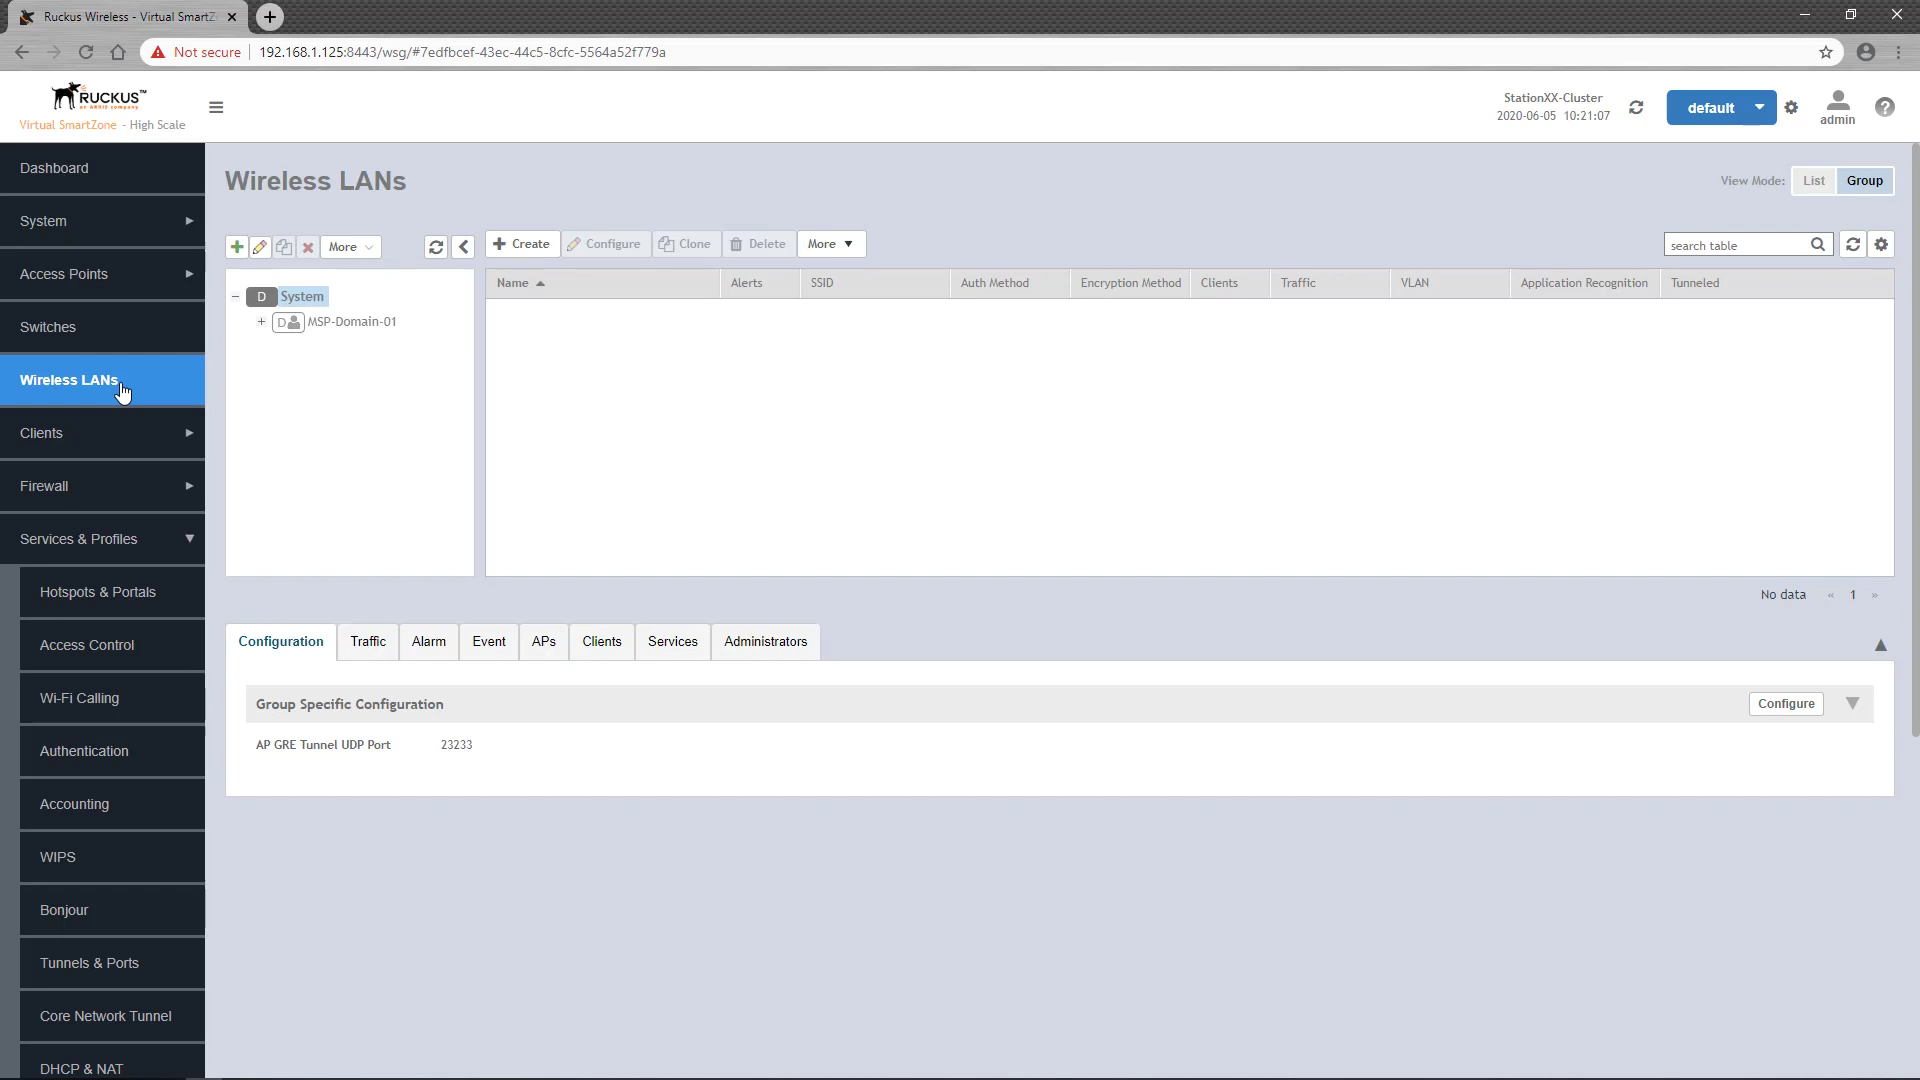 Ruckus Wireless - Virtual SmartZ
Not secure
192.168.1.125:8443/wsg/#7edfbcef-43ec-44c5-8cfc-5564a52f779a
RUCKUS™
an ARRIS company
Virtual SmartZone - High Scale
StationXX-Cluster
2020-06-05 10:21:07
default
admin
Dashboard
System
Access Points
Switches
Wireless LANs
Clients
Firewall
Services & Profiles
Hotspots & Portals
Access Control
Wi-Fi Calling
Authentication
Accounting
WIPS
Bonjour
Tunnels & Ports
Core Network Tunnel
DHCP & NAT
Wireless LANs
View Mode: List Group
More
Create Configure Clone Delete More
search table
D System
D MSP-Domain-01
Name Alerts SSID Auth Method Encryption Method Clients Traffic VLAN Application Recognition Tunneled
No data « 1 »
Configuration Traffic Alarm Event APs Clients Services Administrators
Group Specific Configuration
Configure
AP GRE Tunnel UDP Port 23233